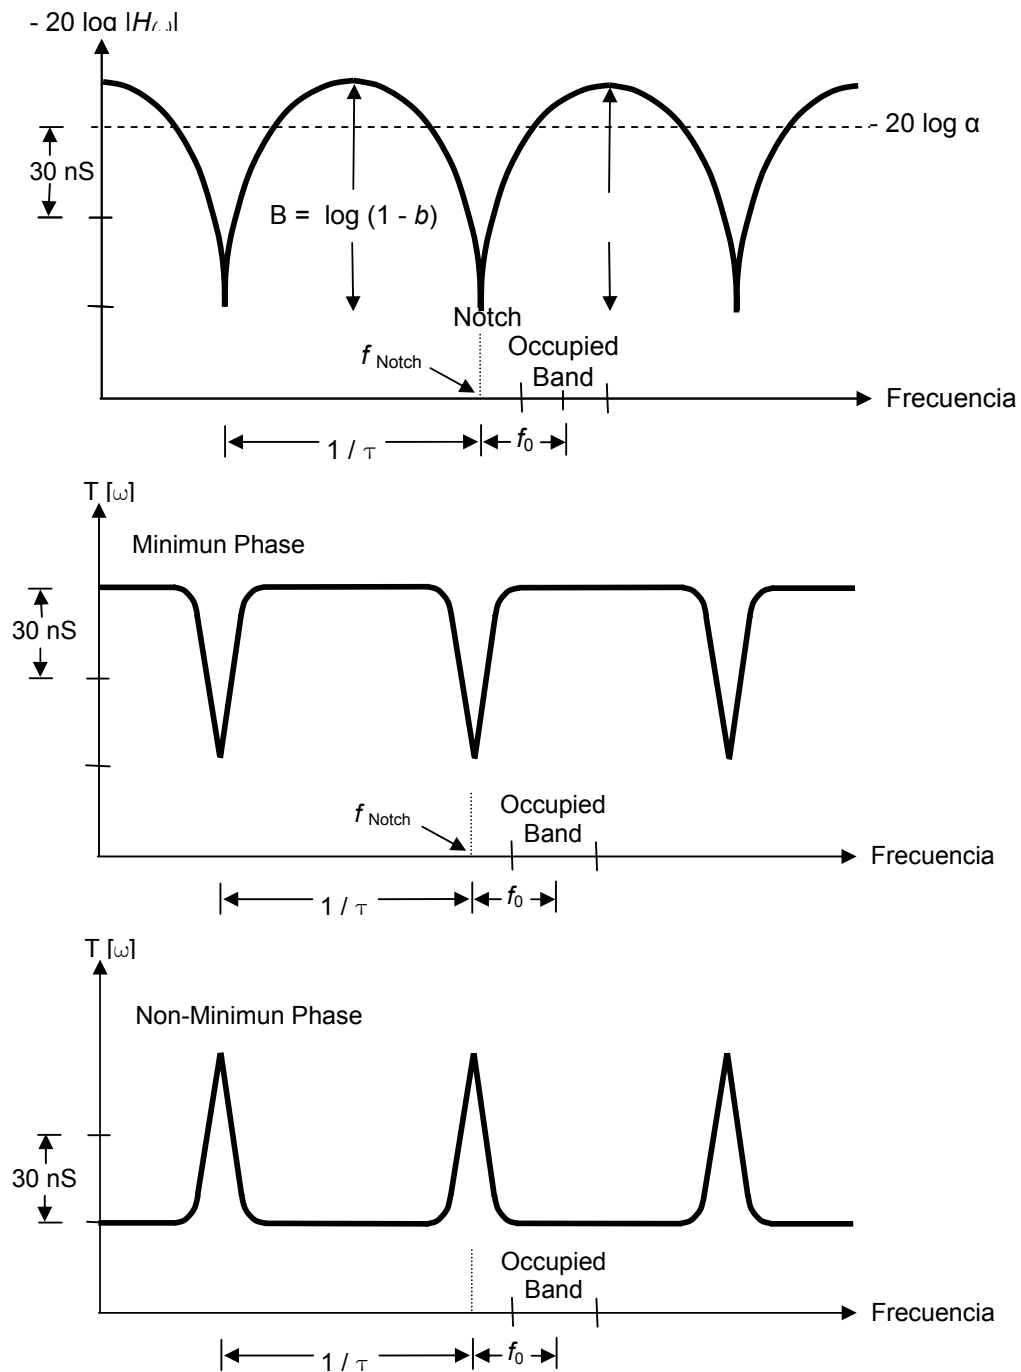 - 20 log |H(ω)|
- 20 log α
30 nS
B = log (1 - b)
Notch
f Notch
Occupied
Band
Frecuencia
1 / τ
f0
T [ω]
Minimun Phase
30 nS
f Notch
Occupied
Band
Frecuencia
1 / τ
f0
T [ω]
Non-Minimun Phase
30 nS
Occupied
Band
Frecuencia
1 / τ
f0